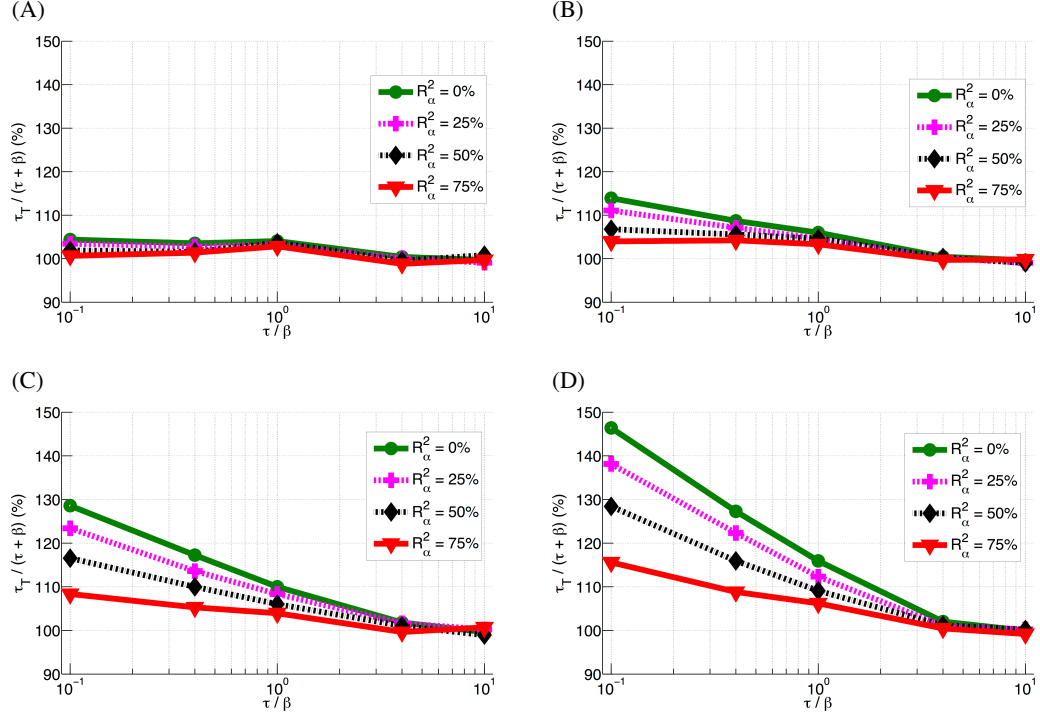 (A)
150
140
130
120
110
100
90
τ_T / (τ + β) (%)
10⁻¹
10⁰
10¹
τ / β
R²_α = 0%
R²_α = 25%
R²_α = 50%
R²_α = 75%
(B)
150
140
130
120
110
100
90
τ_T / (τ + β) (%)
10⁻¹
10⁰
10¹
τ / β
R²_α = 0%
R²_α = 25%
R²_α = 50%
R²_α = 75%
(C)
150
140
130
120
110
100
90
τ_T / (τ + β) (%)
10⁻¹
10⁰
10¹
τ / β
R²_α = 0%
R²_α = 25%
R²_α = 50%
R²_α = 75%
(D)
150
140
130
120
110
100
90
τ_T / (τ + β) (%)
10⁻¹
10⁰
10¹
τ / β
R²_α = 0%
R²_α = 25%
R²_α = 50%
R²_α = 75%